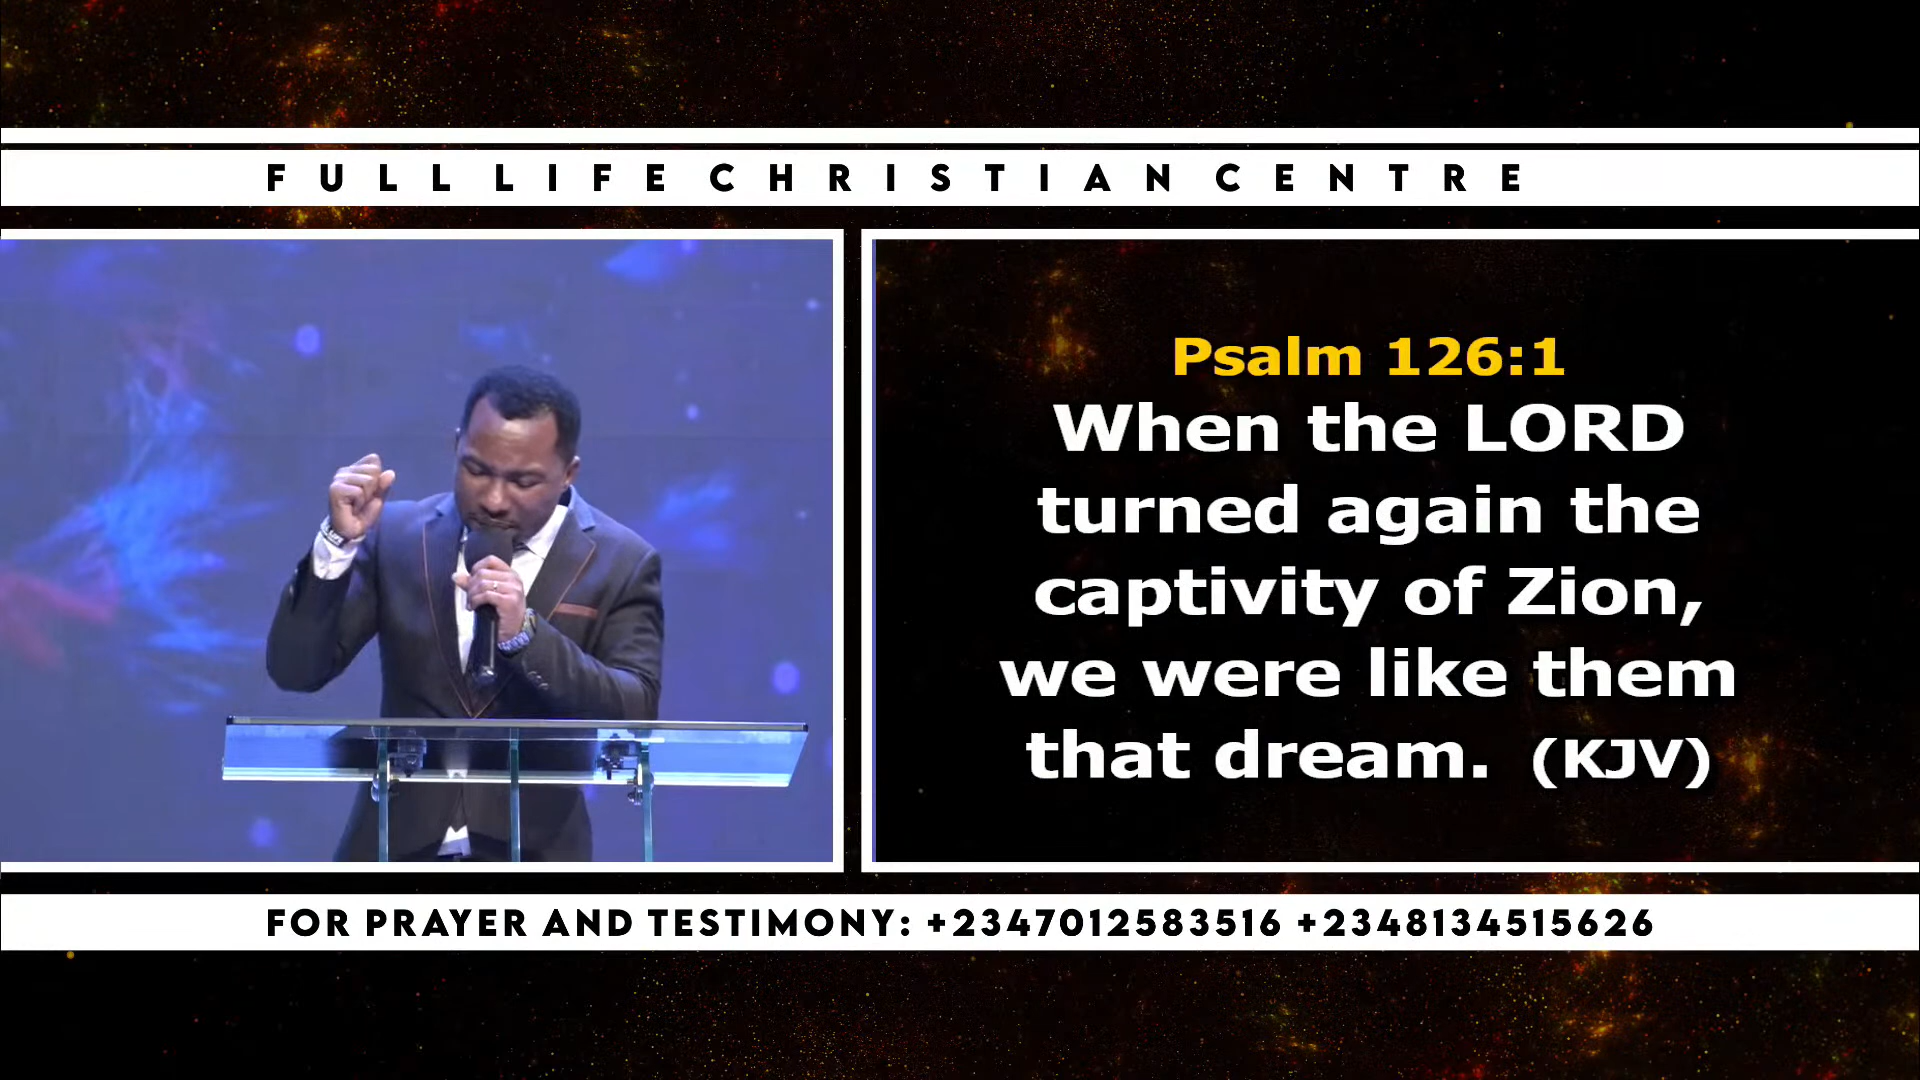 FULL LIFE CHRISTIAN CENTRE
Psalm 126:1
When the LORD
turned again the
captivity of Zion,
we were like them
that dream. (KJV)
FOR PRAYER AND TESTIMONY: +2347012583516 +2348134515626